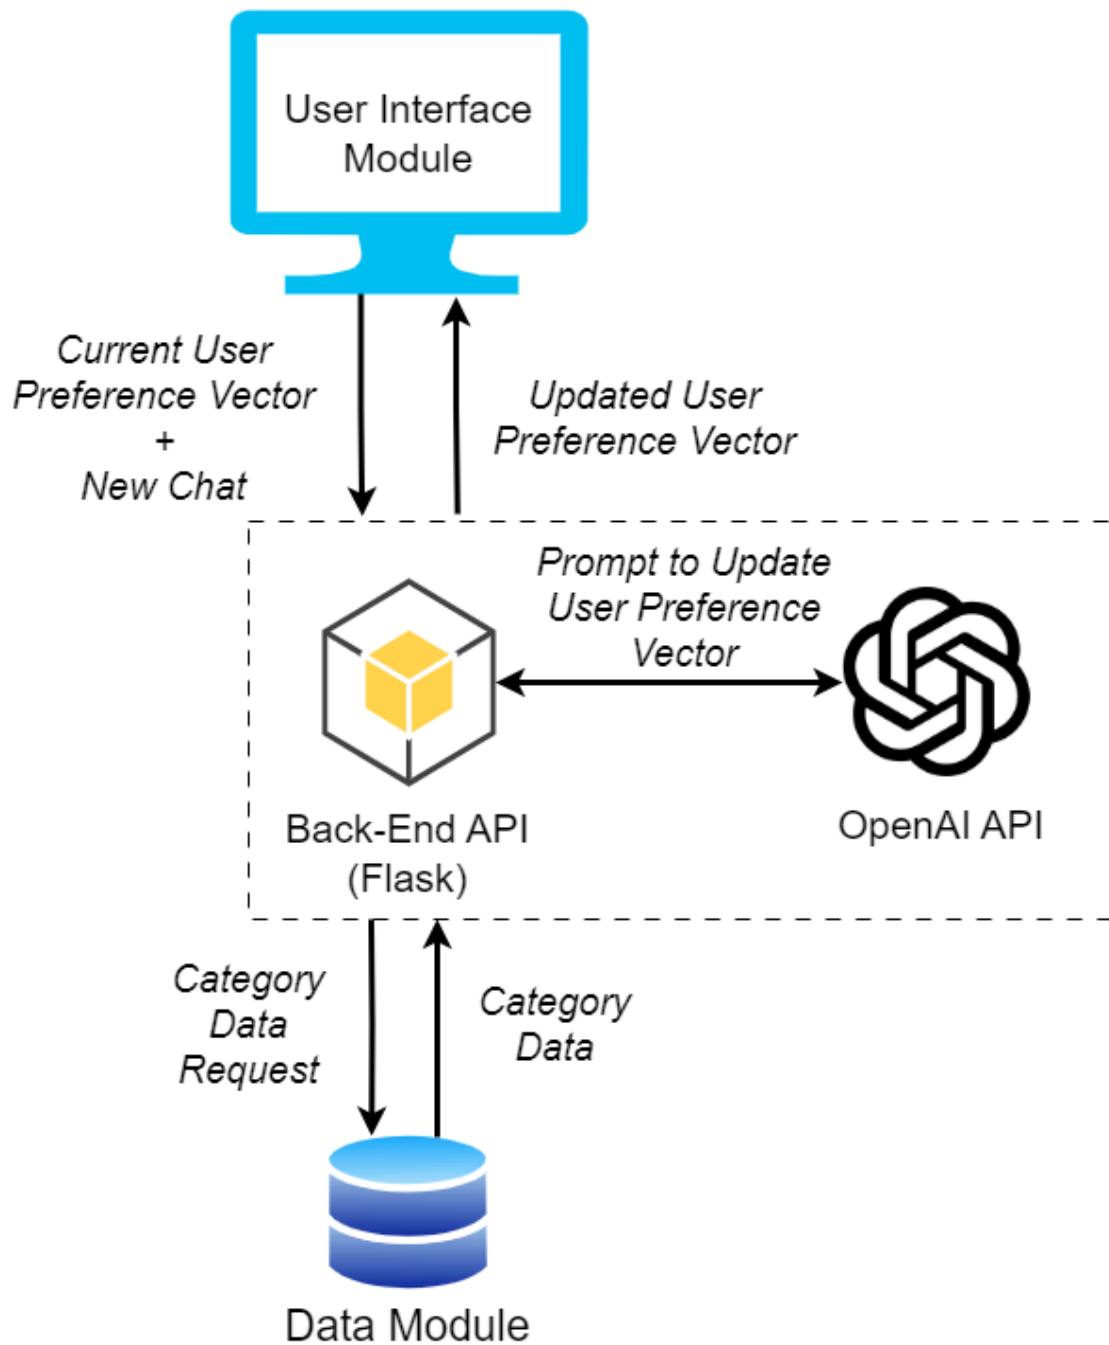 User Interface
Module
Current User
Preference Vector
+
New Chat
Updated User
Preference Vector
Prompt to Update
User Preference
Vector
Back-End API
(Flask)
OpenAI API
Category
Data
Request
Category
Data
Data Module